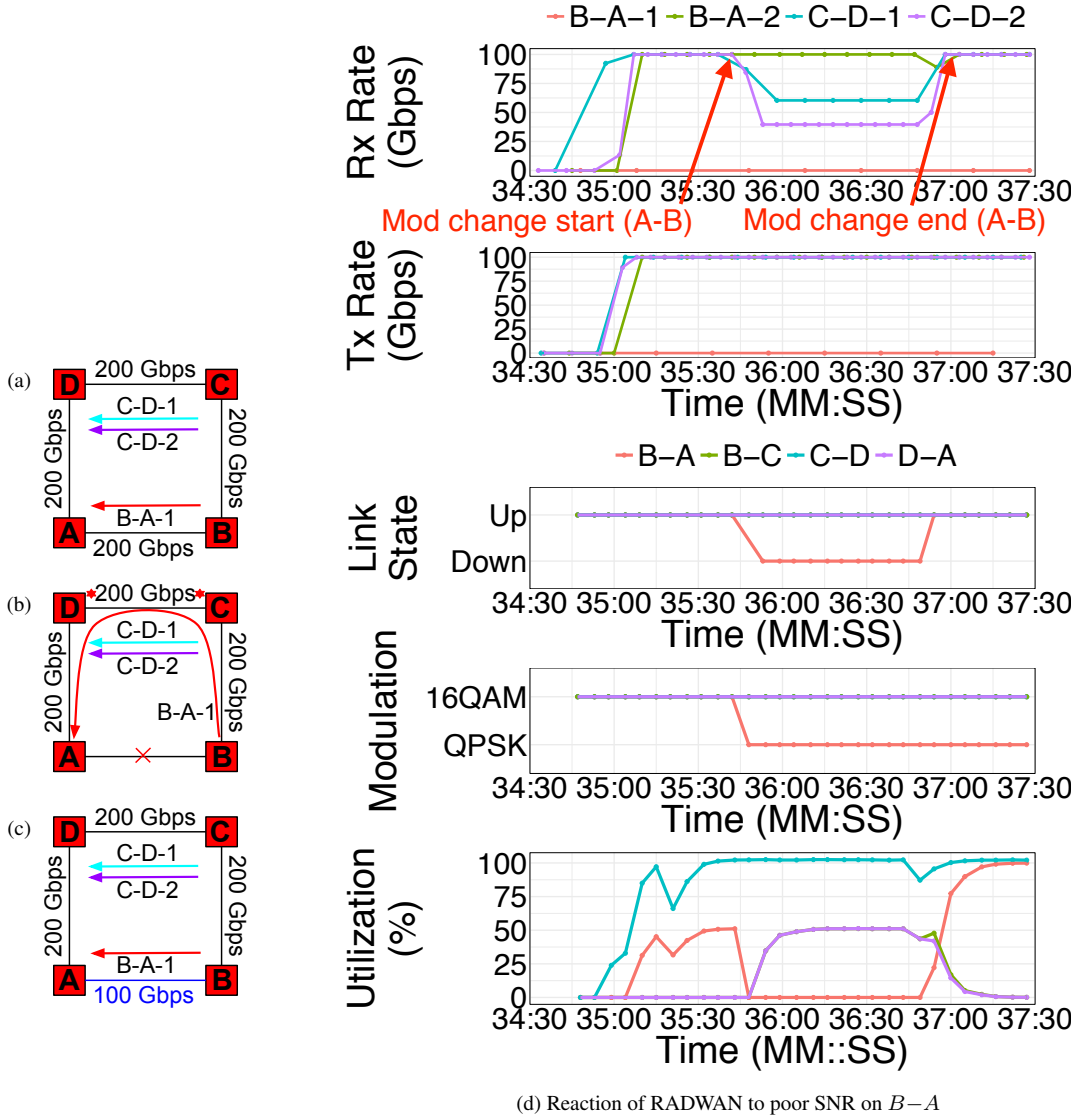 B−A−1 B−A−2 C−D−1 C−D−2
Rx Rate
(Gbps)
100
75
50
25
0
34:30 35:00 35:30 36:00 36:30 37:00 37:30
Mod change start (A-B)
Mod change end (A-B)
Tx Rate
(Gbps)
100
75
50
25
0
34:30 35:00 35:30 36:00 36:30 37:00 37:30
Time (MM:SS)
(a)
D 200 Gbps C
C-D-1
C-D-2
200 Gbps
200 Gbps
B-A-1
A B
200 Gbps
(b)
D 200 Gbps C
C-D-1
C-D-2
200 Gbps
200 Gbps
B-A-1
A B
(c)
D 200 Gbps C
C-D-1
C-D-2
200 Gbps
200 Gbps
B-A-1
A B
100 Gbps
B−A B−C C−D D−A
Link
State
Up
Down
34:30 35:00 35:30 36:00 36:30 37:00 37:30
Time (MM:SS)
Modulation
16QAM
QPSK
34:30 35:00 35:30 36:00 36:30 37:00 37:30
Time (MM:SS)
Utilization
(%)
100
75
50
25
0
34:30 35:00 35:30 36:00 36:30 37:00 37:30
Time (MM::SS)
(d) Reaction of RADWAN to poor SNR on B−A